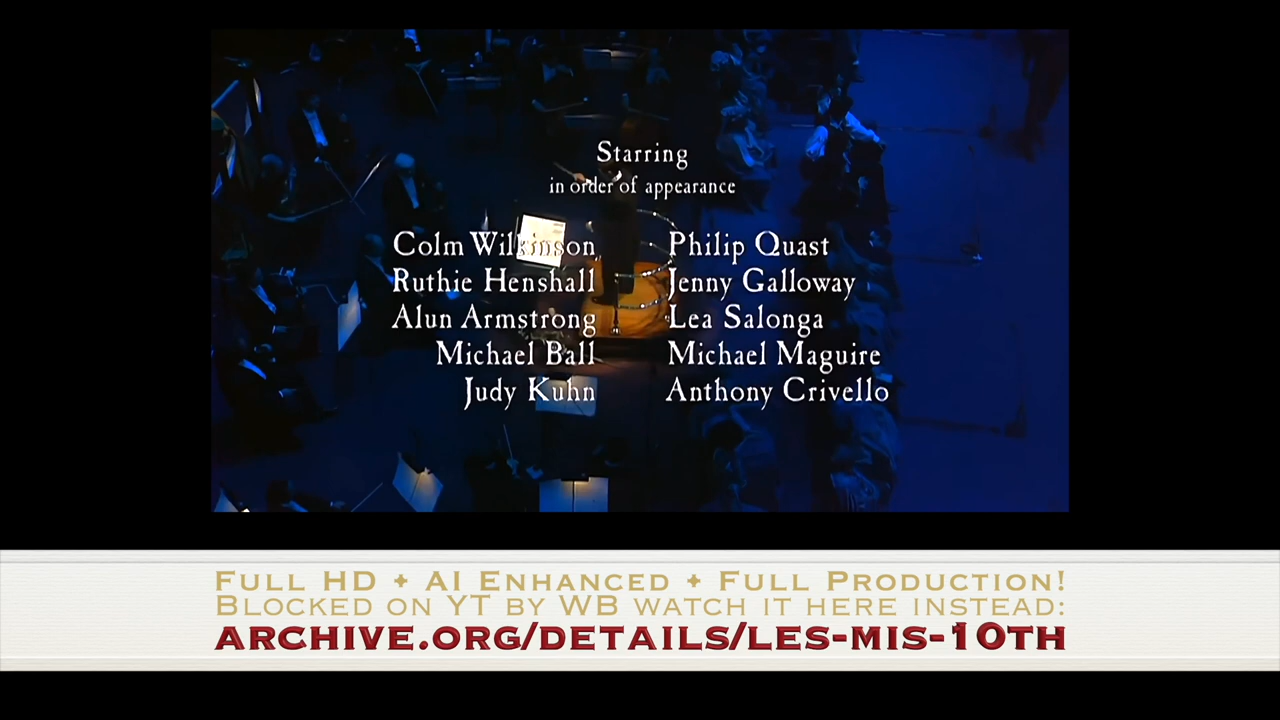 Starring
in order of appearance
Colm Wilkinson Philip Quast
Ruthie Henshall Jenny Galloway
Alun Armstrong Lea Salonga
Michael Ball Michael Maguire
Judy Kuhn Anthony Crivello
FULL HD + AI ENHANCED + FULL PRODUCTION!
BLOCKED ON YT BY WB WATCH IT HERE INSTEAD:
ARCHIVE.ORG/DETAILS/LES-MIS-10TH